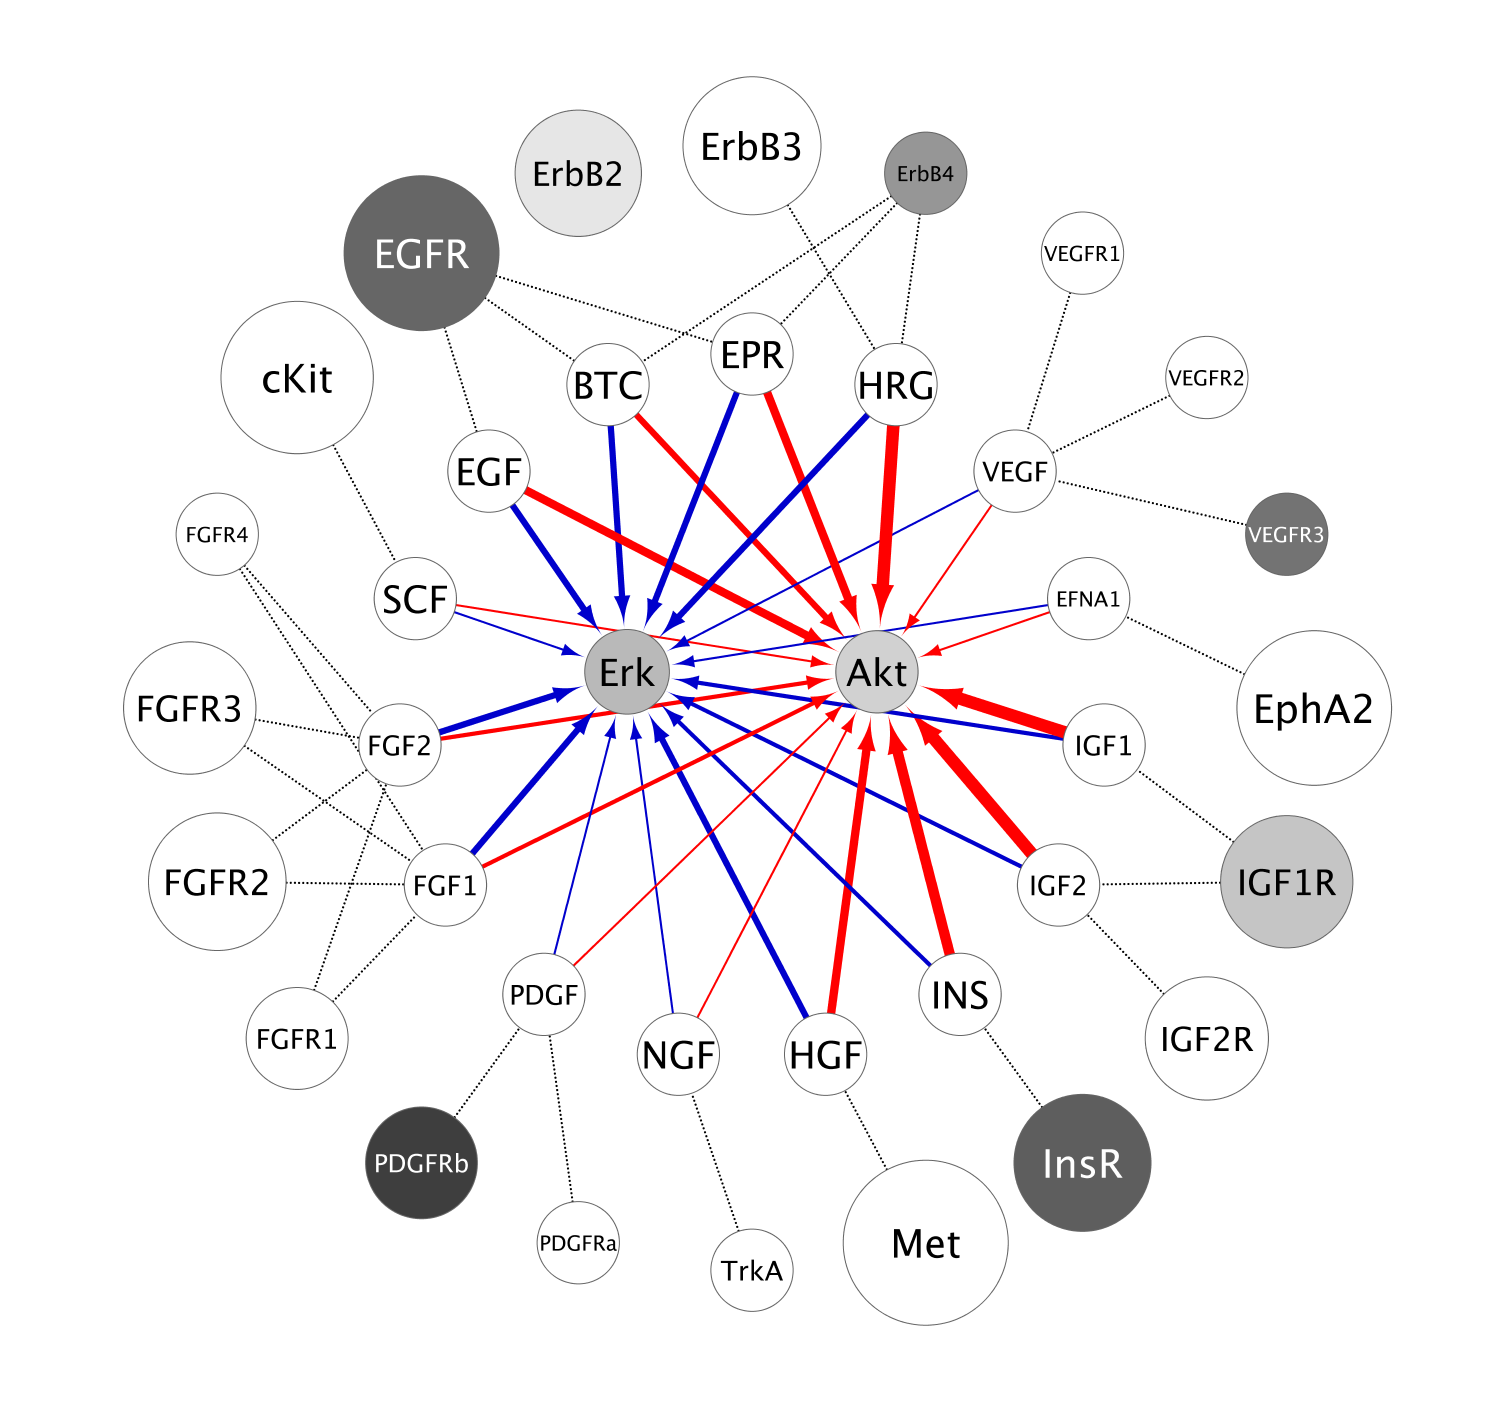 ErbB3
ErbB2
ErbB4
EGFR
VEGFR1
EPR
cKit
BTC
HRG
VEGFR2
EGF
VEGF
FGFR4
VEGFR3
SCF
EFNA1
Erk
Akt
FGFR3
EphA2
FGF2
IGF1
FGFR2
FGF1
IGF2
IGF1R
PDGF
INS
FGFR1
NGF
HGF
IGF2R
PDGFRb
InsR
PDGFRa
Met
TrkA